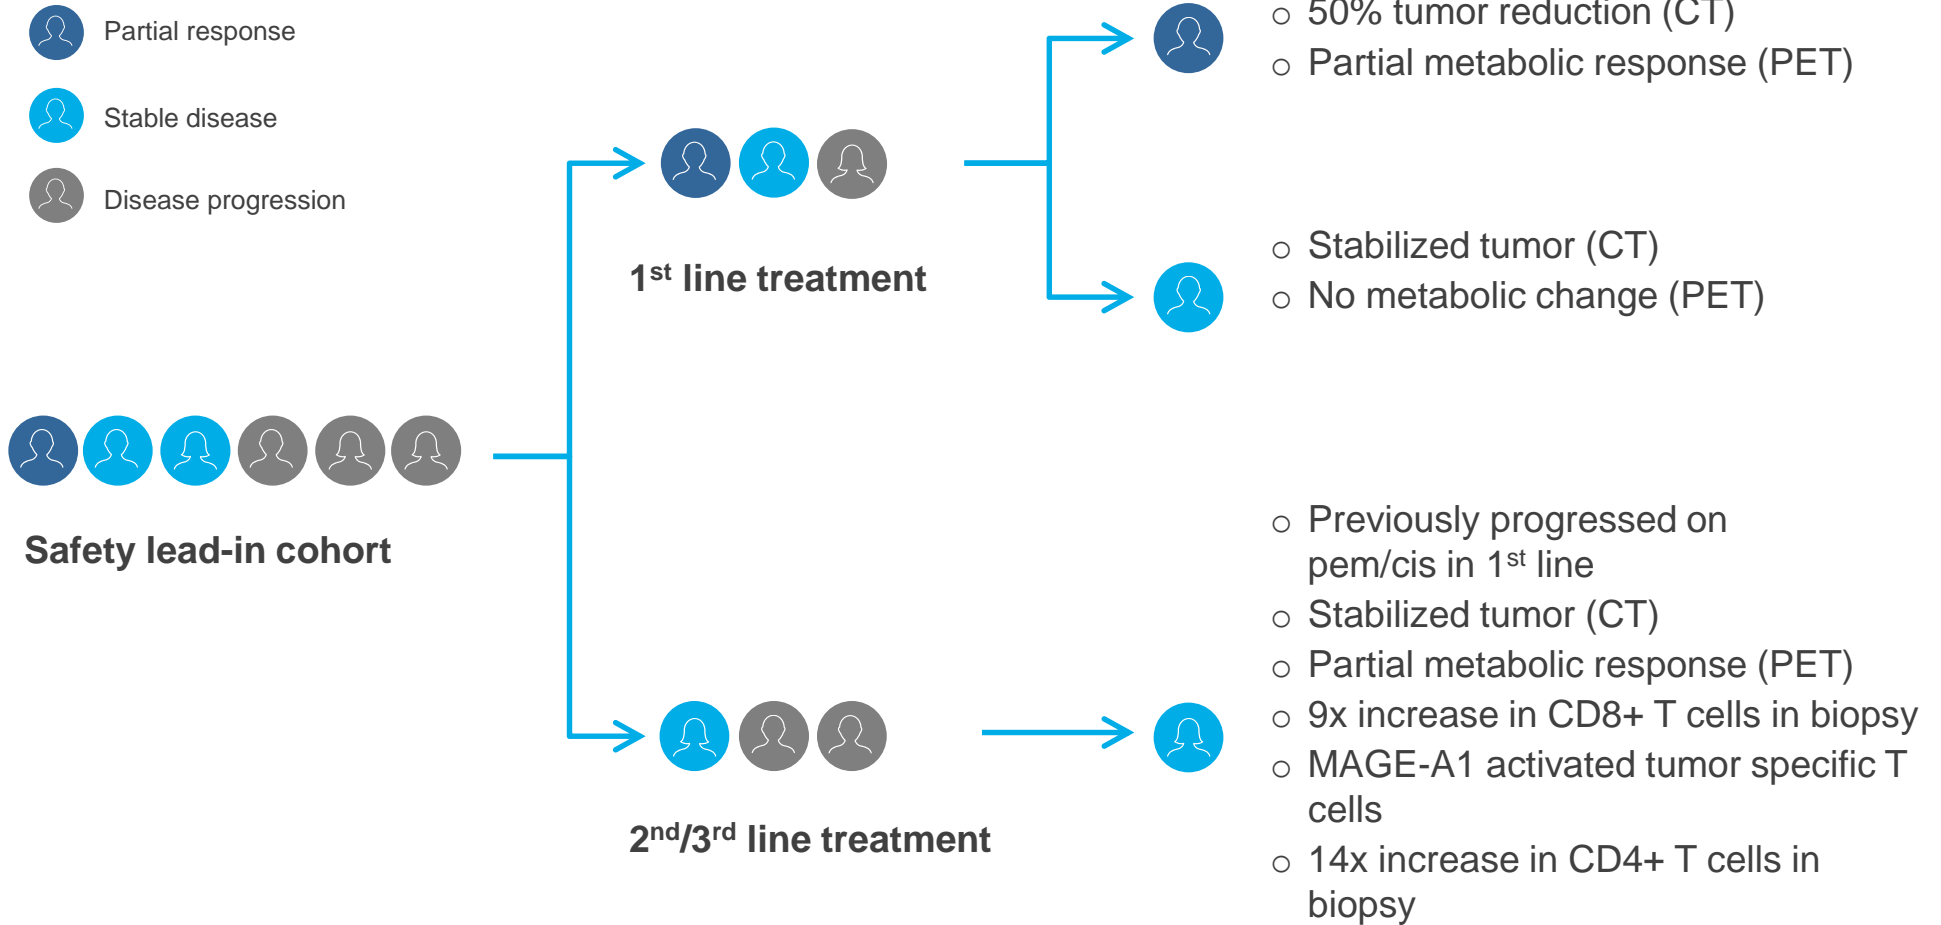 Partial response
Stable disease
Disease progression
○ 50% tumor reduction (CT)
○ Partial metabolic response (PET)
1st line treatment
○ Stabilized tumor (CT)
○ No metabolic change (PET)
Safety lead-in cohort
2nd/3rd line treatment
○ Previously progressed on
pem/cis in 1st line
○ Stabilized tumor (CT)
○ Partial metabolic response (PET)
○ 9x increase in CD8+ T cells in biopsy
○ MAGE-A1 activated tumor specific T
cells
○ 14x increase in CD4+ T cells in
biopsy